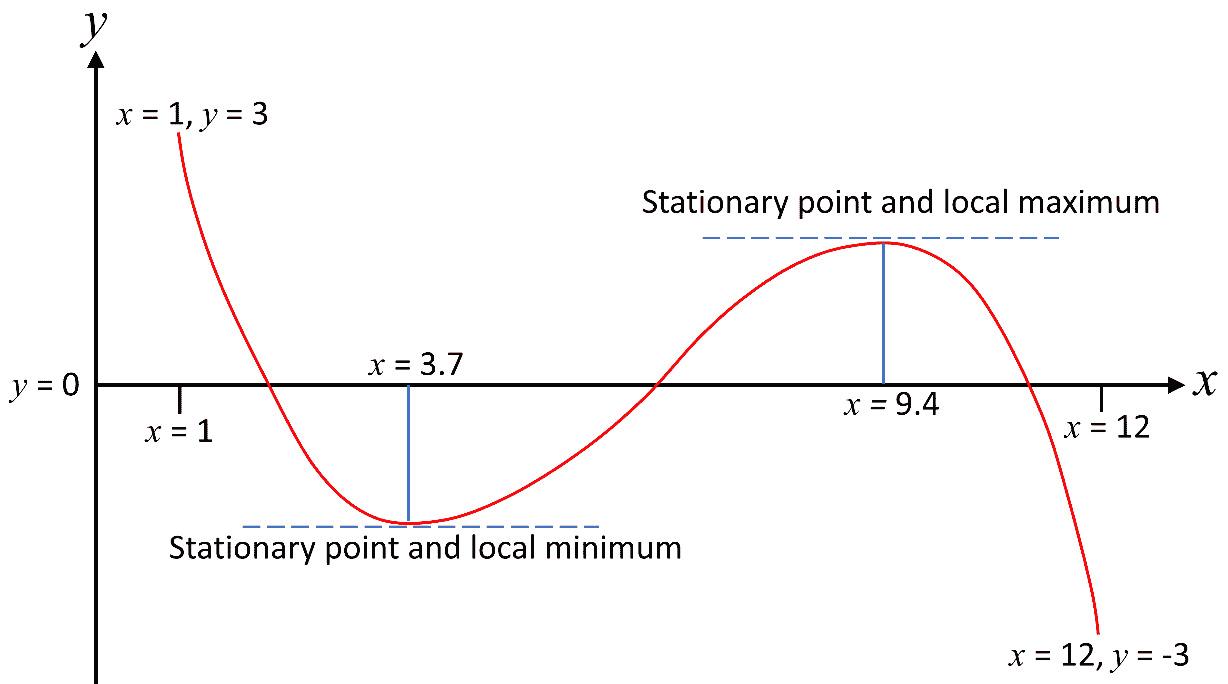 y
x = 1, y = 3
Stationary point and local maximum
x = 3.7
y = 0
x
x = 9.4
x = 1
x = 12
Stationary point and local minimum
x = 12, y = -3